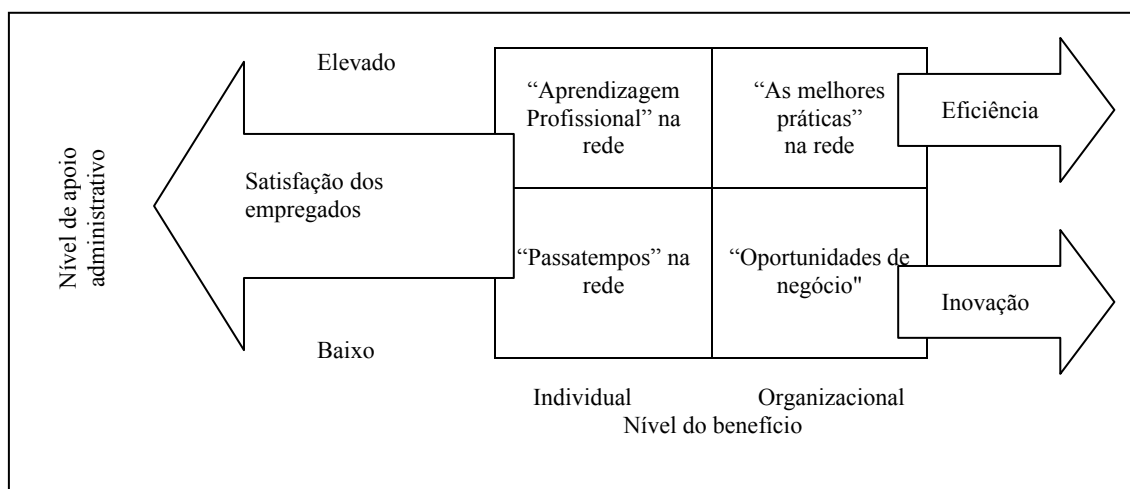 Elevado
“Aprendizagem
Profissional” na
rede
“As melhores
práticas”
na rede
Eficiência
Nível de apoio
administrativo
Satisfação dos
empregados
“Passatempos” na
rede
“Oportunidades de
negócio"
Inovação
Baixo
Individual
Organizacional
Nível do benefício